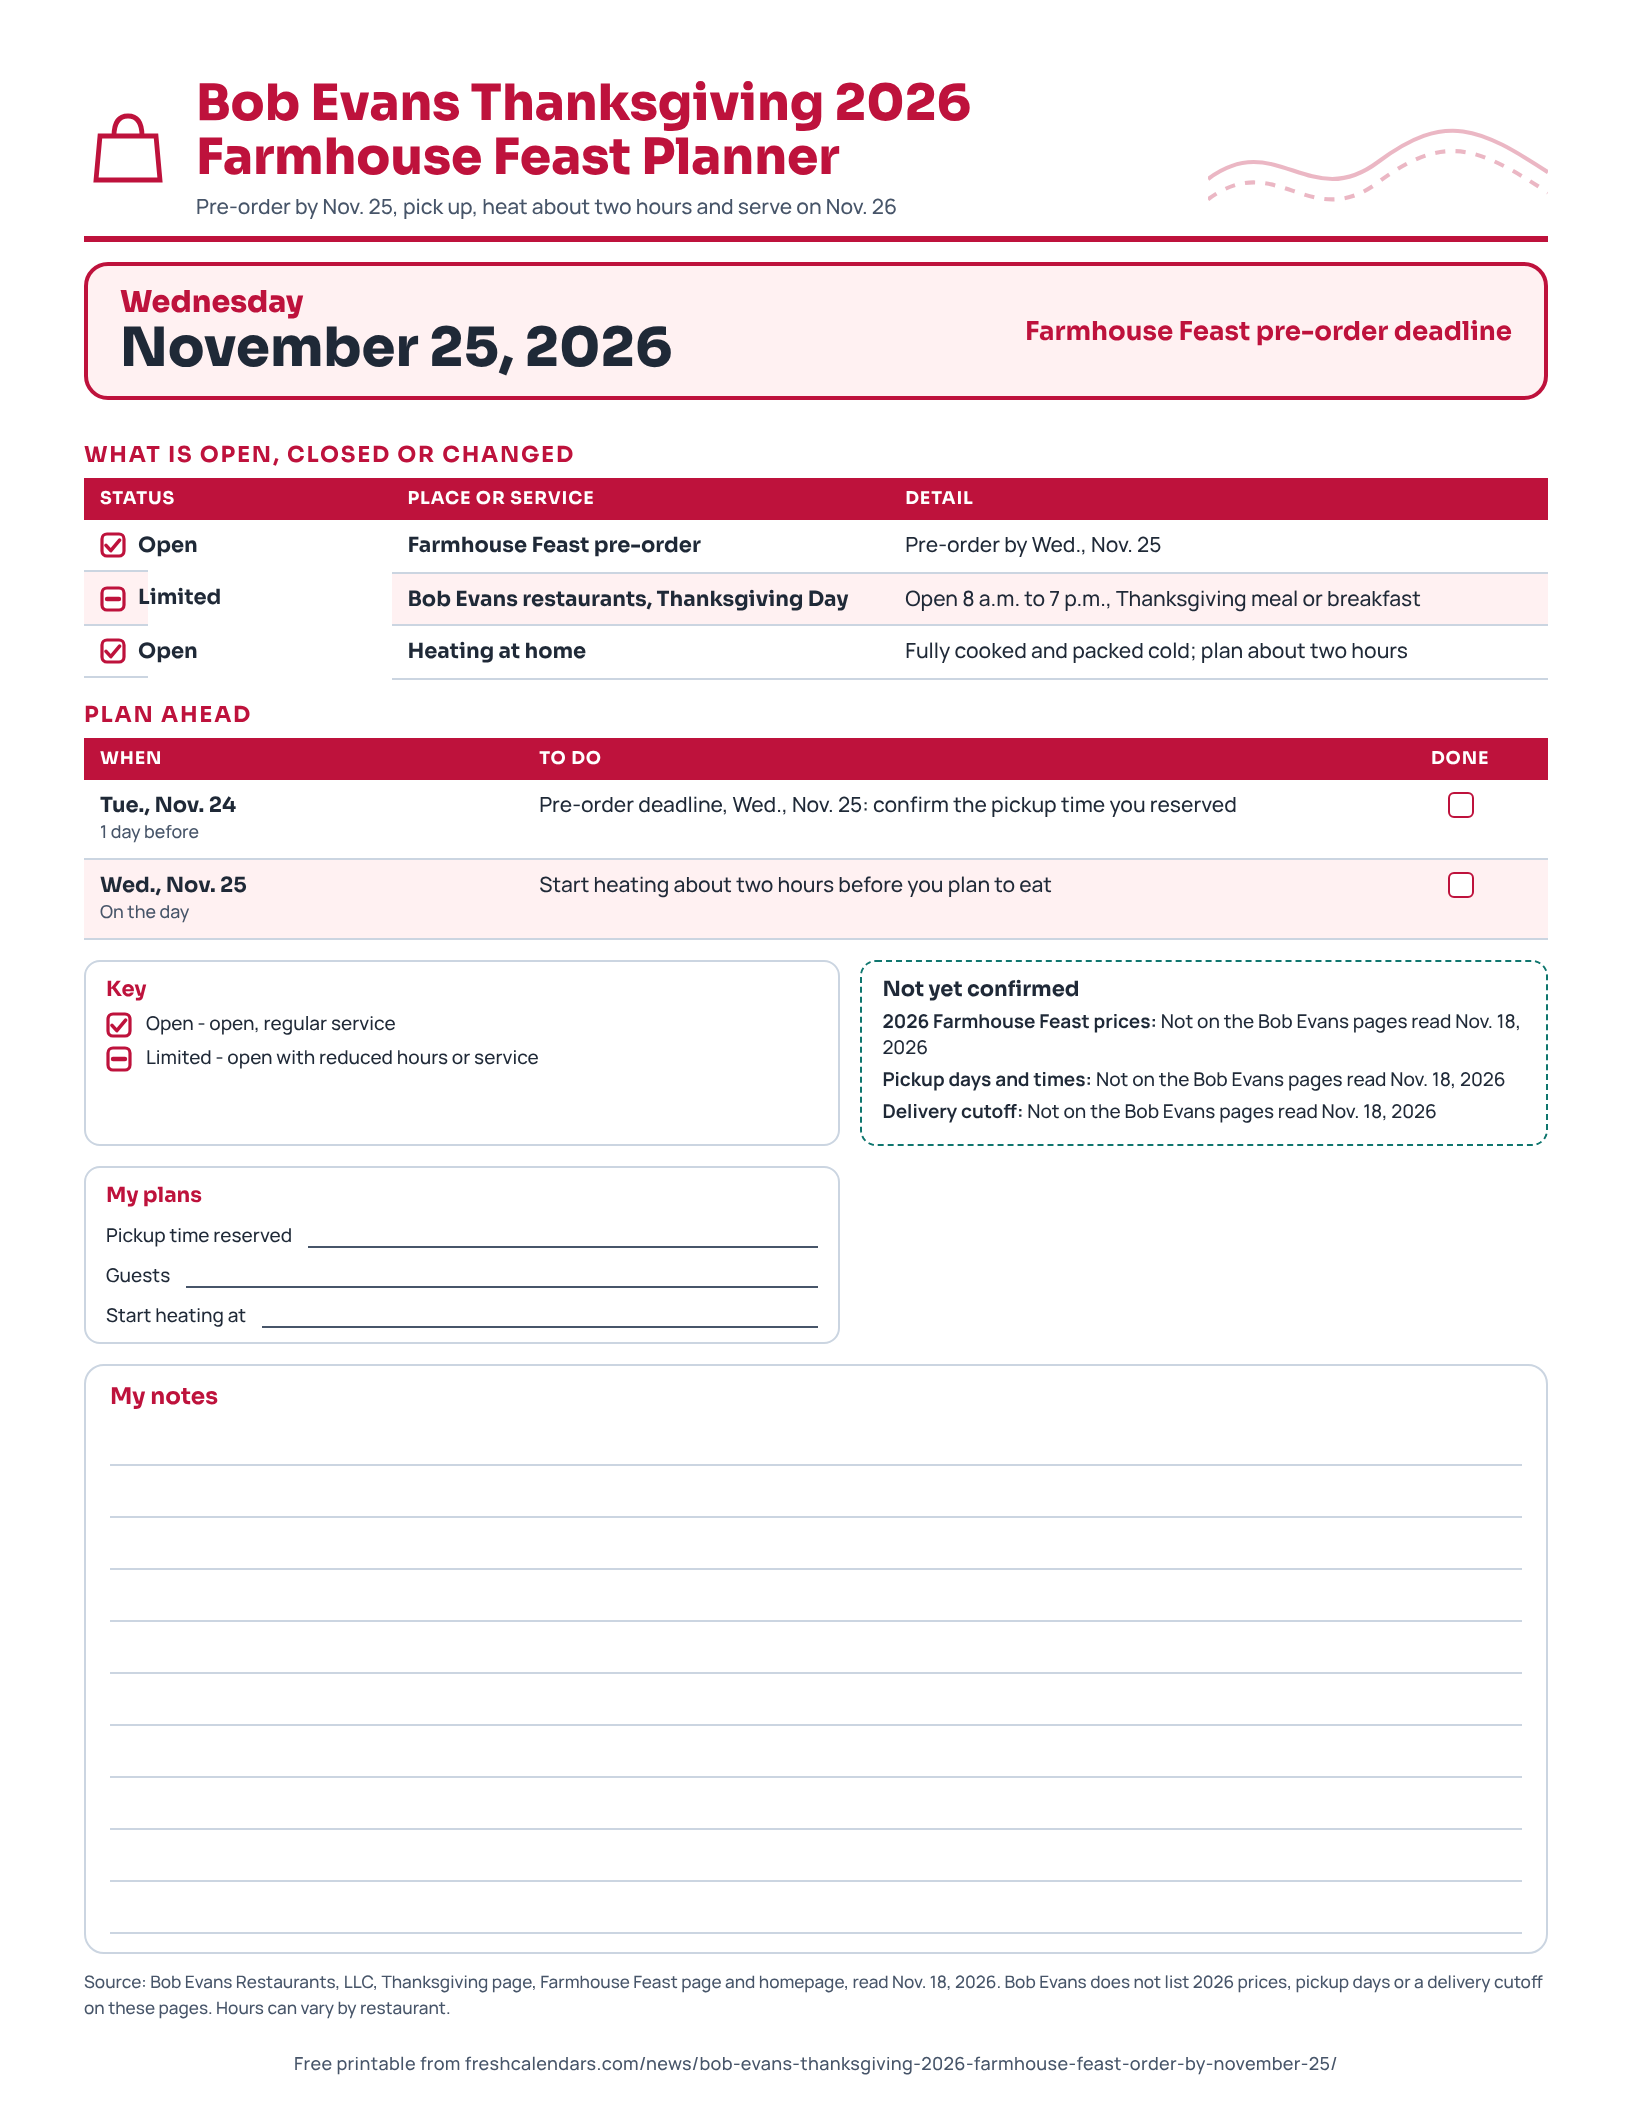 Bob Evans Thanksgiving 2026
Farmhouse Feast Planner
Pre-order by Nov. 25, pick up, heat about two hours and serve on Nov. 26
Wednesday
November 25, 2026
Farmhouse Feast pre-order deadline
WHAT IS OPEN, CLOSED OR CHANGED
STATUS PLACE OR SERVICE DETAIL
Open Farmhouse Feast pre-order Pre-order by Wed., Nov. 25
Limited Bob Evans restaurants, Thanksgiving Day Open 8 a.m. to 7 p.m., Thanksgiving meal or breakfast
Open Heating at home Fully cooked and packed cold; plan about two hours
PLAN AHEAD
WHEN TO DO DONE
Tue., Nov. 24 Pre-order deadline, Wed., Nov. 25: confirm the pickup time you reserved
1 day before
Wed., Nov. 25 Start heating about two hours before you plan to eat
On the day
Key
Open - open, regular service
Limited - open with reduced hours or service
Not yet confirmed
2026 Farmhouse Feast prices: Not on the Bob Evans pages read Nov. 18,
2026
Pickup days and times: Not on the Bob Evans pages read Nov. 18, 2026
Delivery cutoff: Not on the Bob Evans pages read Nov. 18, 2026
My plans
Pickup time reserved
Guests
Start heating at
My notes
Source: Bob Evans Restaurants, LLC, Thanksgiving page, Farmhouse Feast page and homepage, read Nov. 18, 2026. Bob Evans does not list 2026 prices, pickup days or a delivery cutoff
on these pages. Hours can vary by restaurant.
Free printable from freshcalendars.com/news/bob-evans-thanksgiving-2026-farmhouse-feast-order-by-november-25/